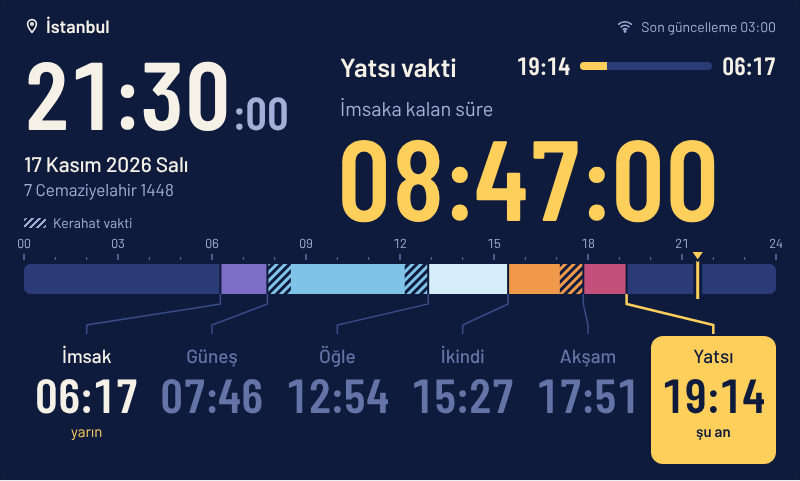 İstanbul
Son güncelleme 03:00
21:30:00
17 Kasım 2026 Salı
7 Cemaziyelahir 1448
Yatsı vakti
19:14 06:17
İmsaka kalan süre
08:47:00
Kerahat vakti
00 03 06 09 12 15 18 21 24
İmsak Güneş Öğle İkindi Akşam Yatsı
06:17 07:46 12:54 15:27 17:51 19:14
yarın şu an